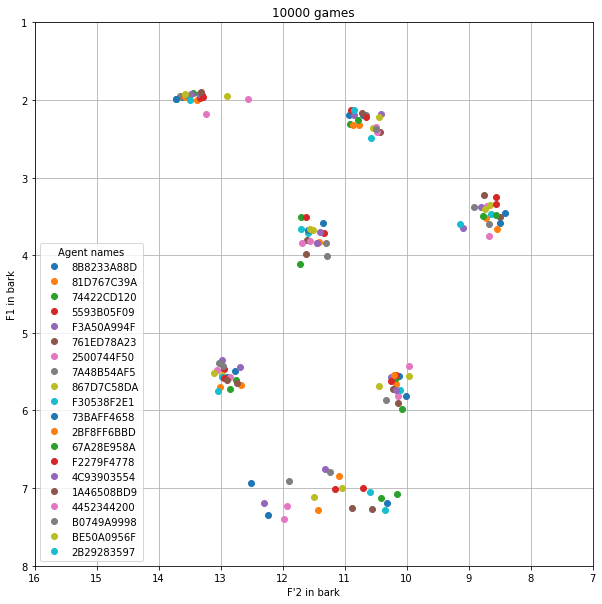 10000 games
1
2
3
4
5
6
7
8
F1 in bark
Agent names
8B8233A88D
81D767C39A
74422CD120
5593B05F09
F3A50A994F
761ED78A23
2500744F50
7A48B54AF5
867D7C58DA
F30538F2E1
73BAFF4658
2BF8FF6BBD
67A28E958A
F2279F4778
4C93903554
1A46508BD9
4452344200
B0749A9998
BE50A0956F
2B29283597
16 15 14 13 12 11 10 9 8 7
F'2 in bark